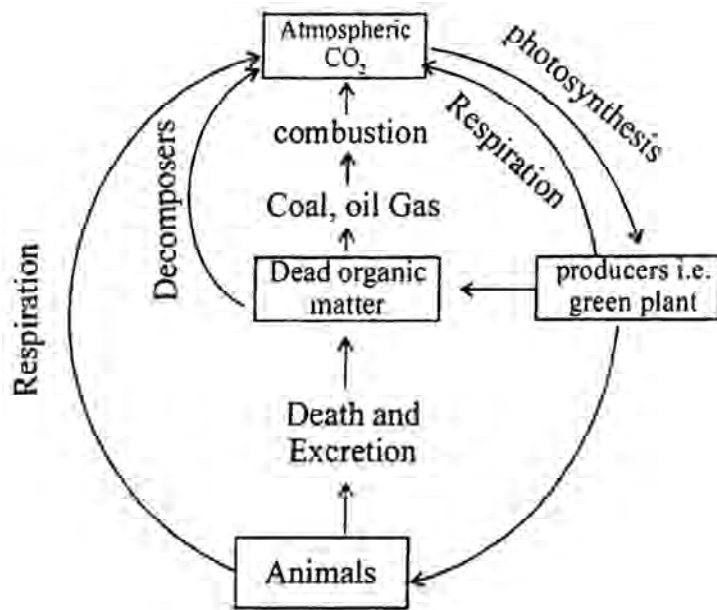 Atmospheric
CO₂
photosynthesis
Respiration
combustion
Decomposers
Coal, oil Gas
Respiration
Dead organic
matter
producers i.e.
green plant
Death and
Excretion
Animals